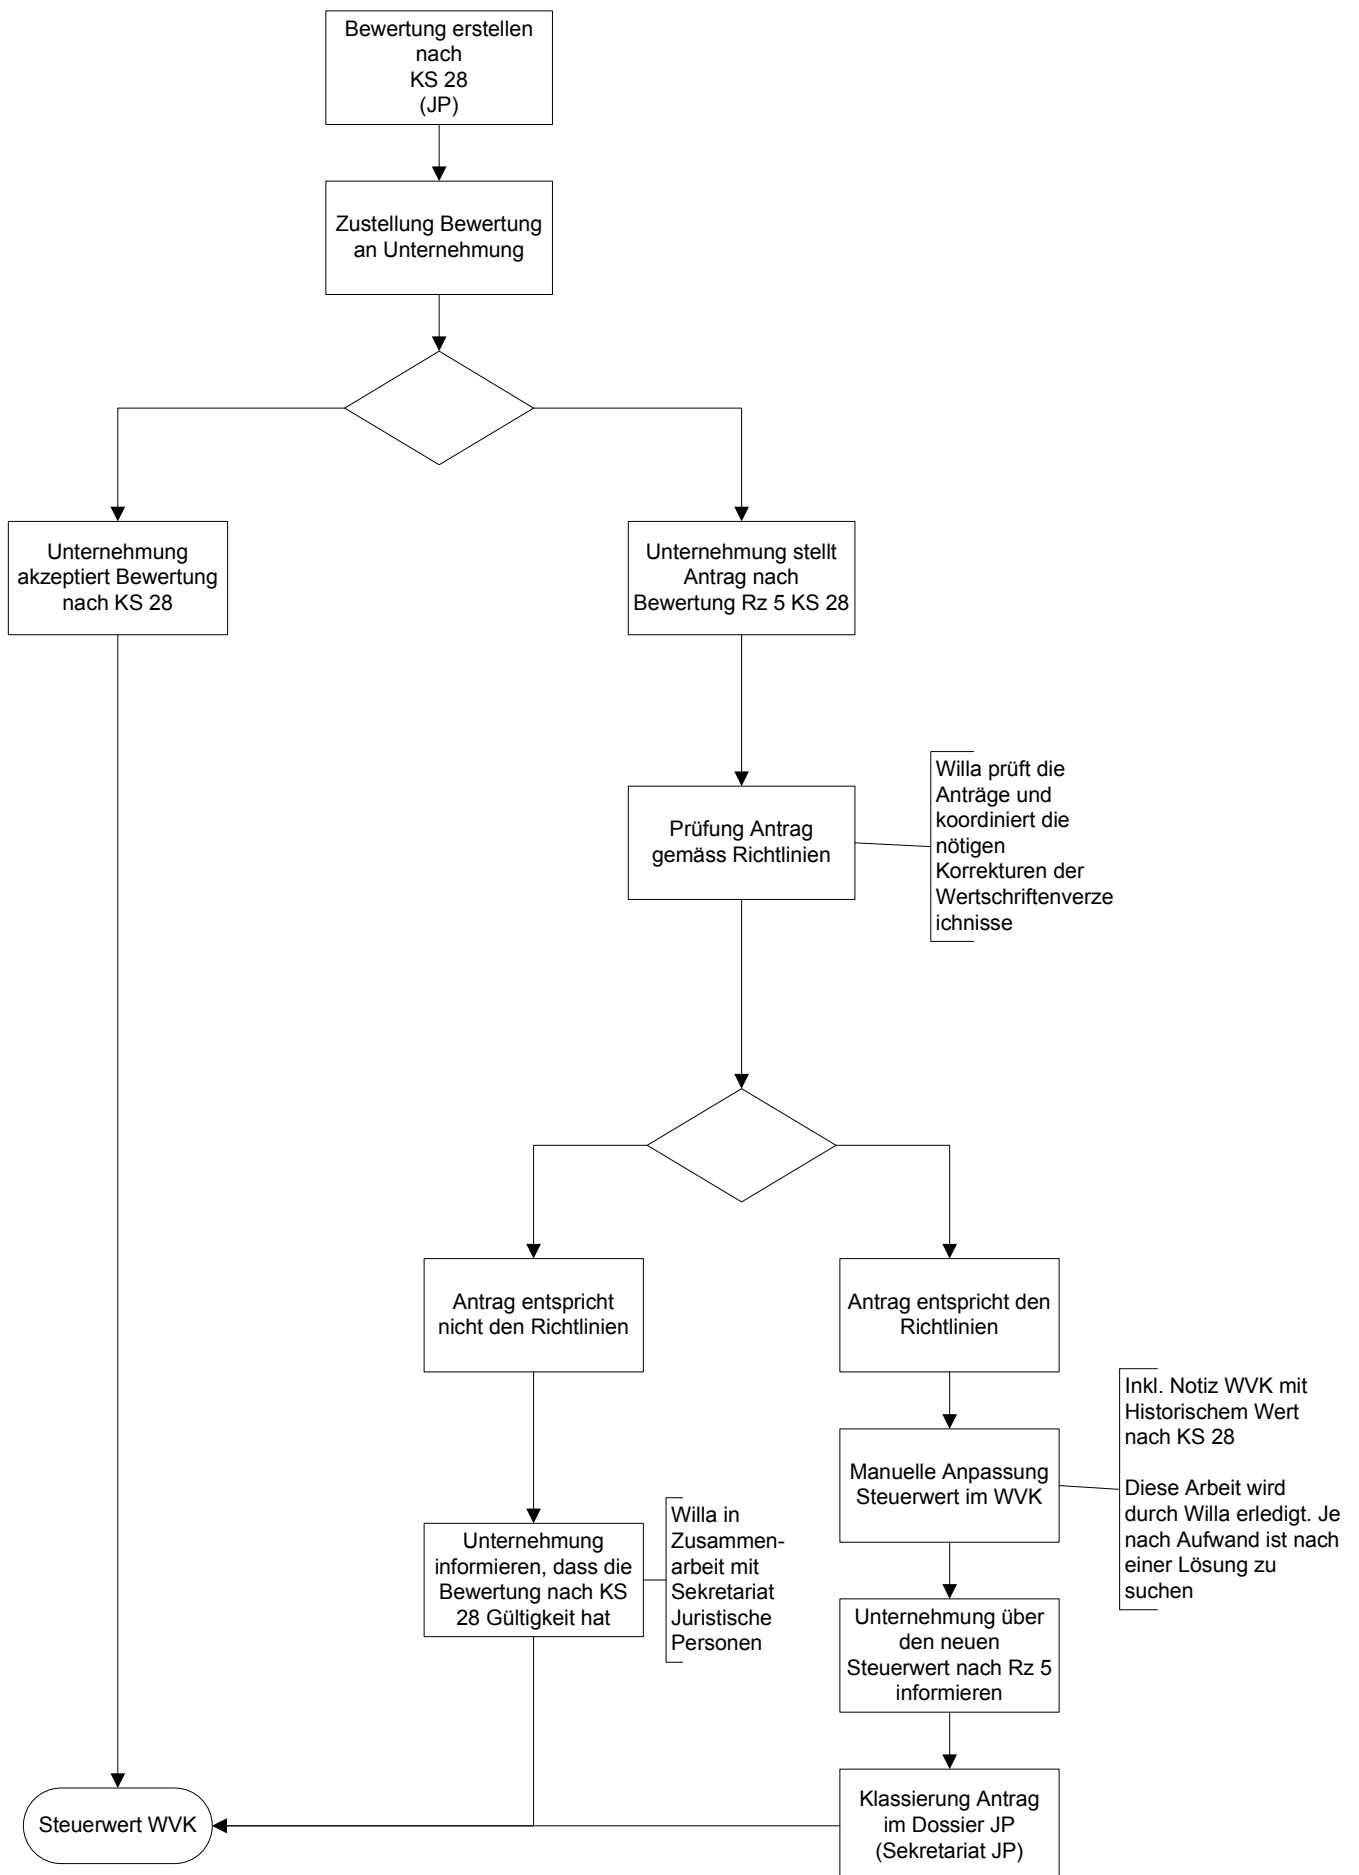 Bewertung erstellen
nach
KS 28
(JP)
Zustellung Bewertung
an Unternehmung
Unternehmung
akzeptiert Bewertung
nach KS 28
Unternehmung stellt
Antrag nach
Bewertung Rz 5 KS 28
Prüfung Antrag
gemäss Richtlinien
Willa prüft die
Anträge und
koordiniert die
nötigen
Korrekturen der
Wertschriftenverze
ichnisse
Antrag entspricht
nicht den Richtlinien
Antrag entspricht den
Richtlinien
Manuelle Anpassung
Steuerwert im WVK
Inkl. Notiz WVK mit
Historischem Wert
nach KS 28
Diese Arbeit wird
durch Willa erledigt. Je
nach Aufwand ist nach
einer Lösung zu
suchen
Unternehmung
informieren, dass die
Bewertung nach KS
28 Gültigkeit hat
Willa in
Zusammen-
arbeit mit
Sekretariat
Juristische
Personen
Unternehmung über
den neuen
Steuerwert nach Rz 5
informieren
Steuerwert WVK
Klassierung Antrag
im Dossier JP
(Sekretariat JP)